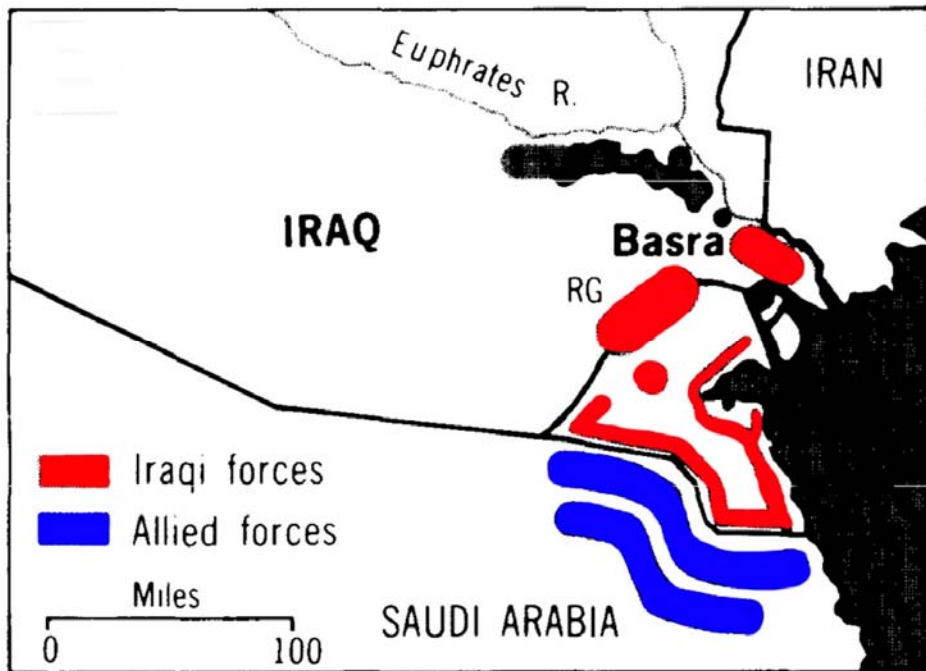 Euphrates R.
IRAN
IRAQ
Basra
RG
Iraqi forces
Allied forces
Miles
0 100
SAUDI ARABIA